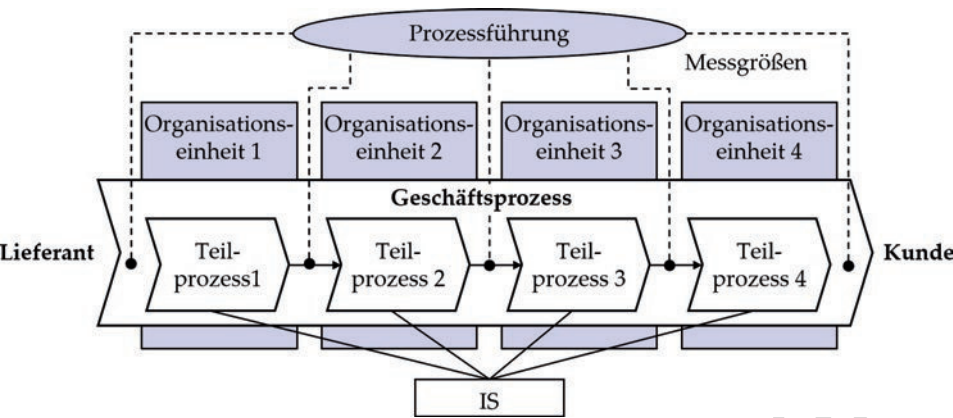 Prozessführung
Messgrößen
Organisations-
einheit 1
Organisations-
einheit 2
Organisations-
einheit 3
Organisations-
einheit 4
Geschäftsprozess
Lieferant
Teil-
prozess1
Teil-
prozess 2
Teil-
prozess 3
Teil-
prozess 4
Kunde
IS